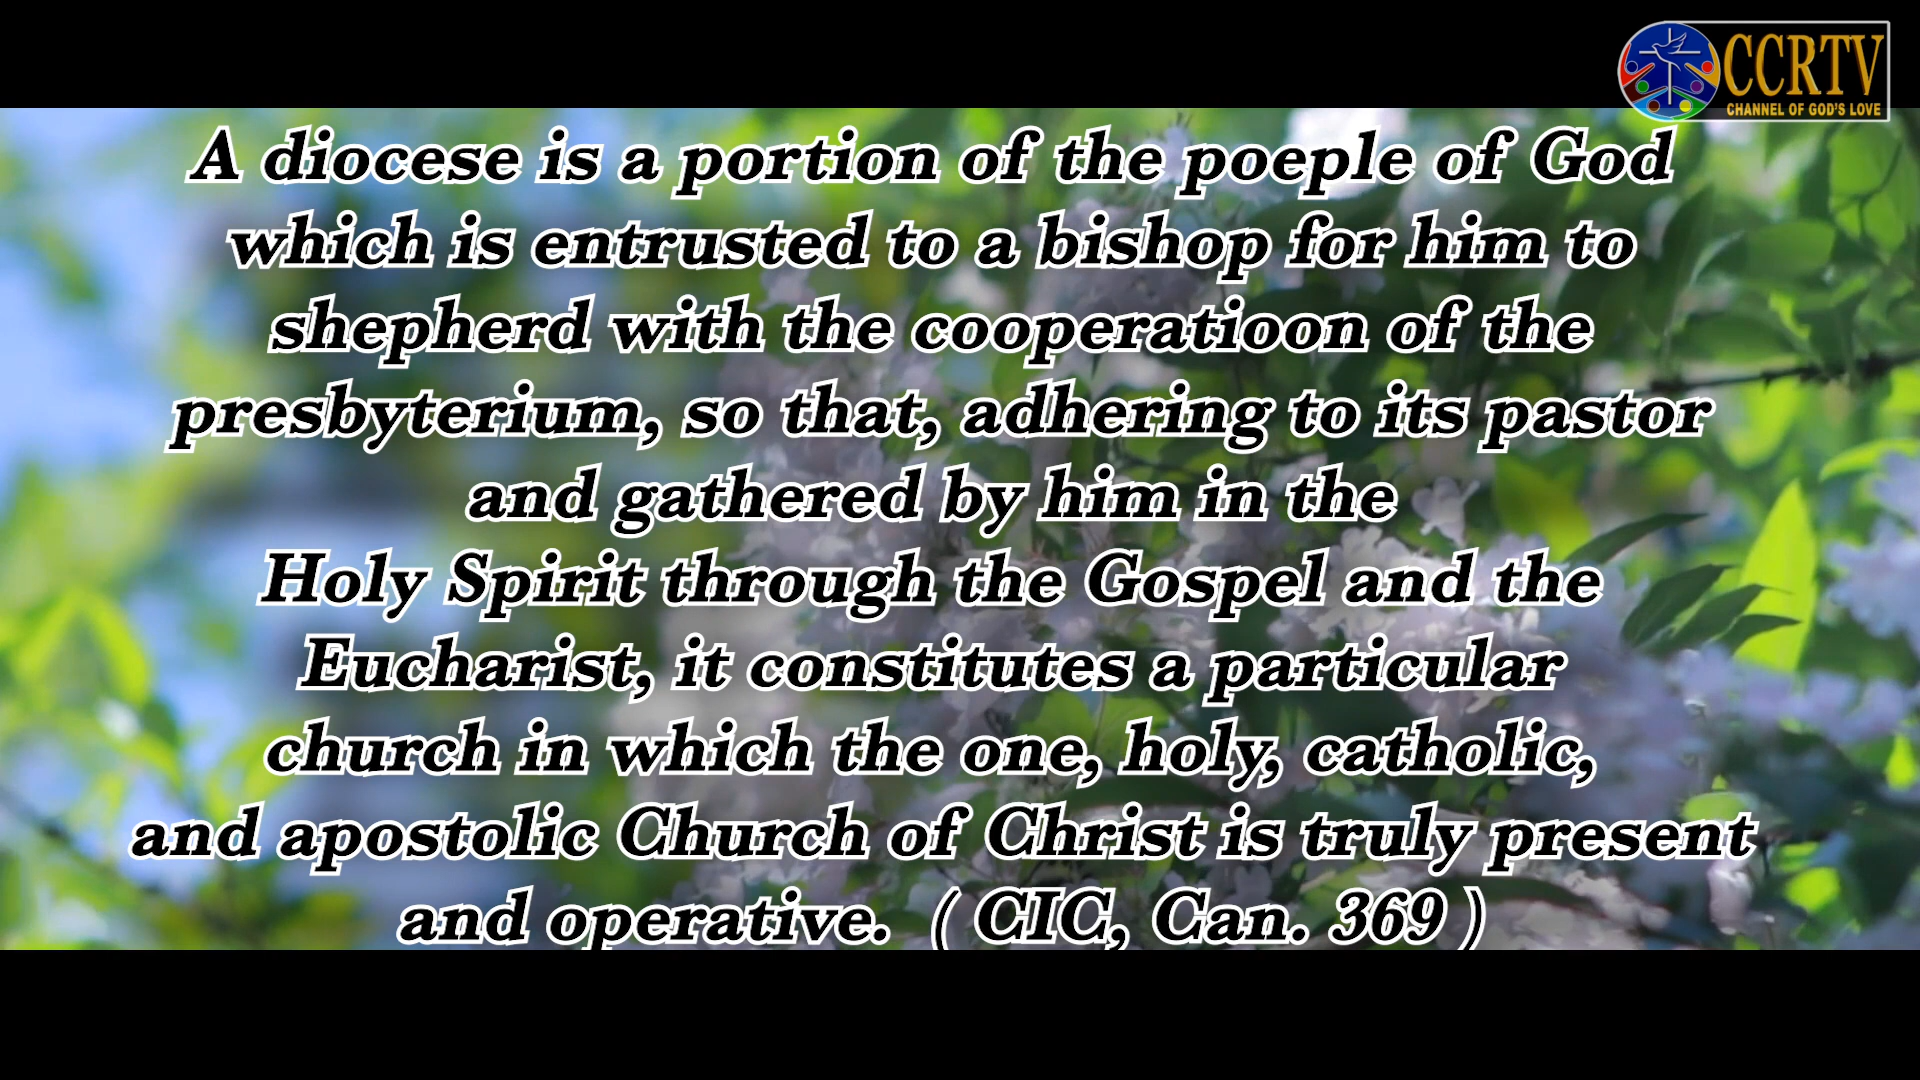 CCRTV
CHANNEL OF GOD'S LOVE
A diocese is a portion of the poeple of God
which is entrusted to a bishop for him to
shepherd with the cooperatioon of the
presbyterium, so that, adhering to its pastor
and gathered by him in the
Holy Spirit through the Gospel and the
Eucharist, it constitutes a particular
church in which the one, holy, catholic,
and apostolic Church of Christ is truly present
and operative. ( CIC, Can. 369 )